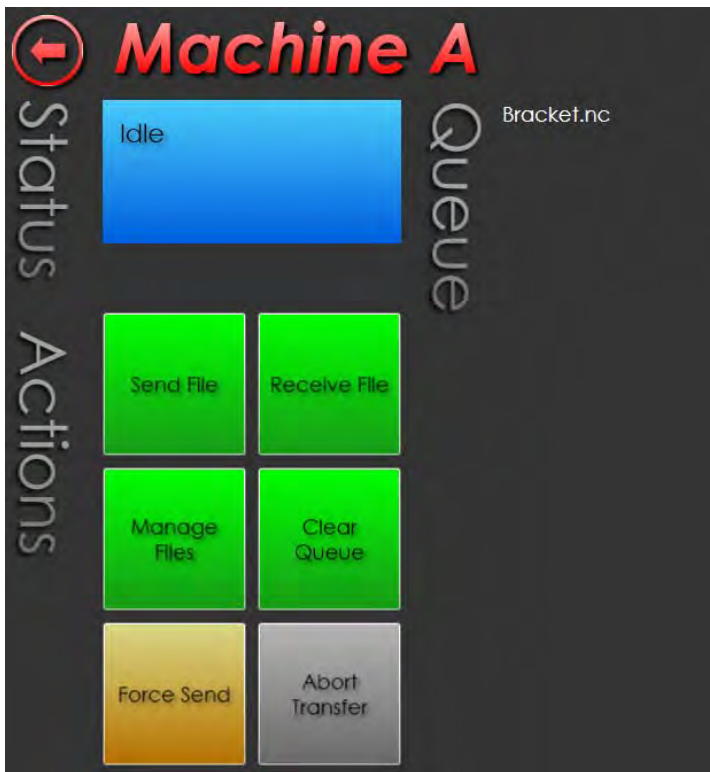 Machine A
Status
Idle
Queue
Bracket.nc
Actions
Send File
Receive File
Manage
Files
Clear
Queue
Force Send
Abort
Transfer